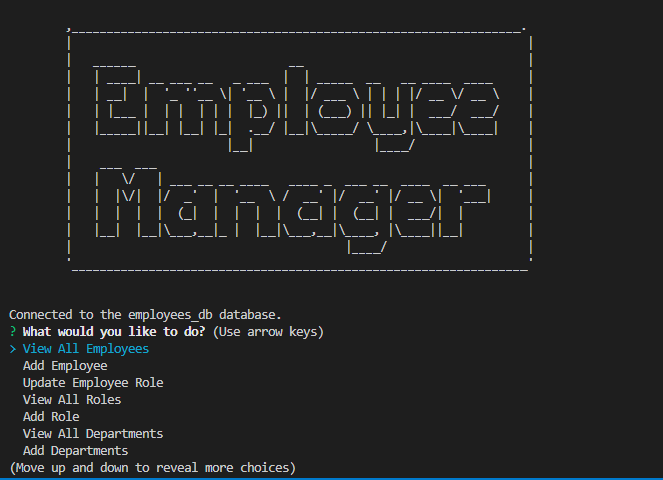 Employee
Manager
Connected to the employees_db database.
? What would you like to do? (Use arrow keys)
> View All Employees
Add Employee
Update Employee Role
View All Roles
Add Role
View All Departments
Add Departments
(Move up and down to reveal more choices)